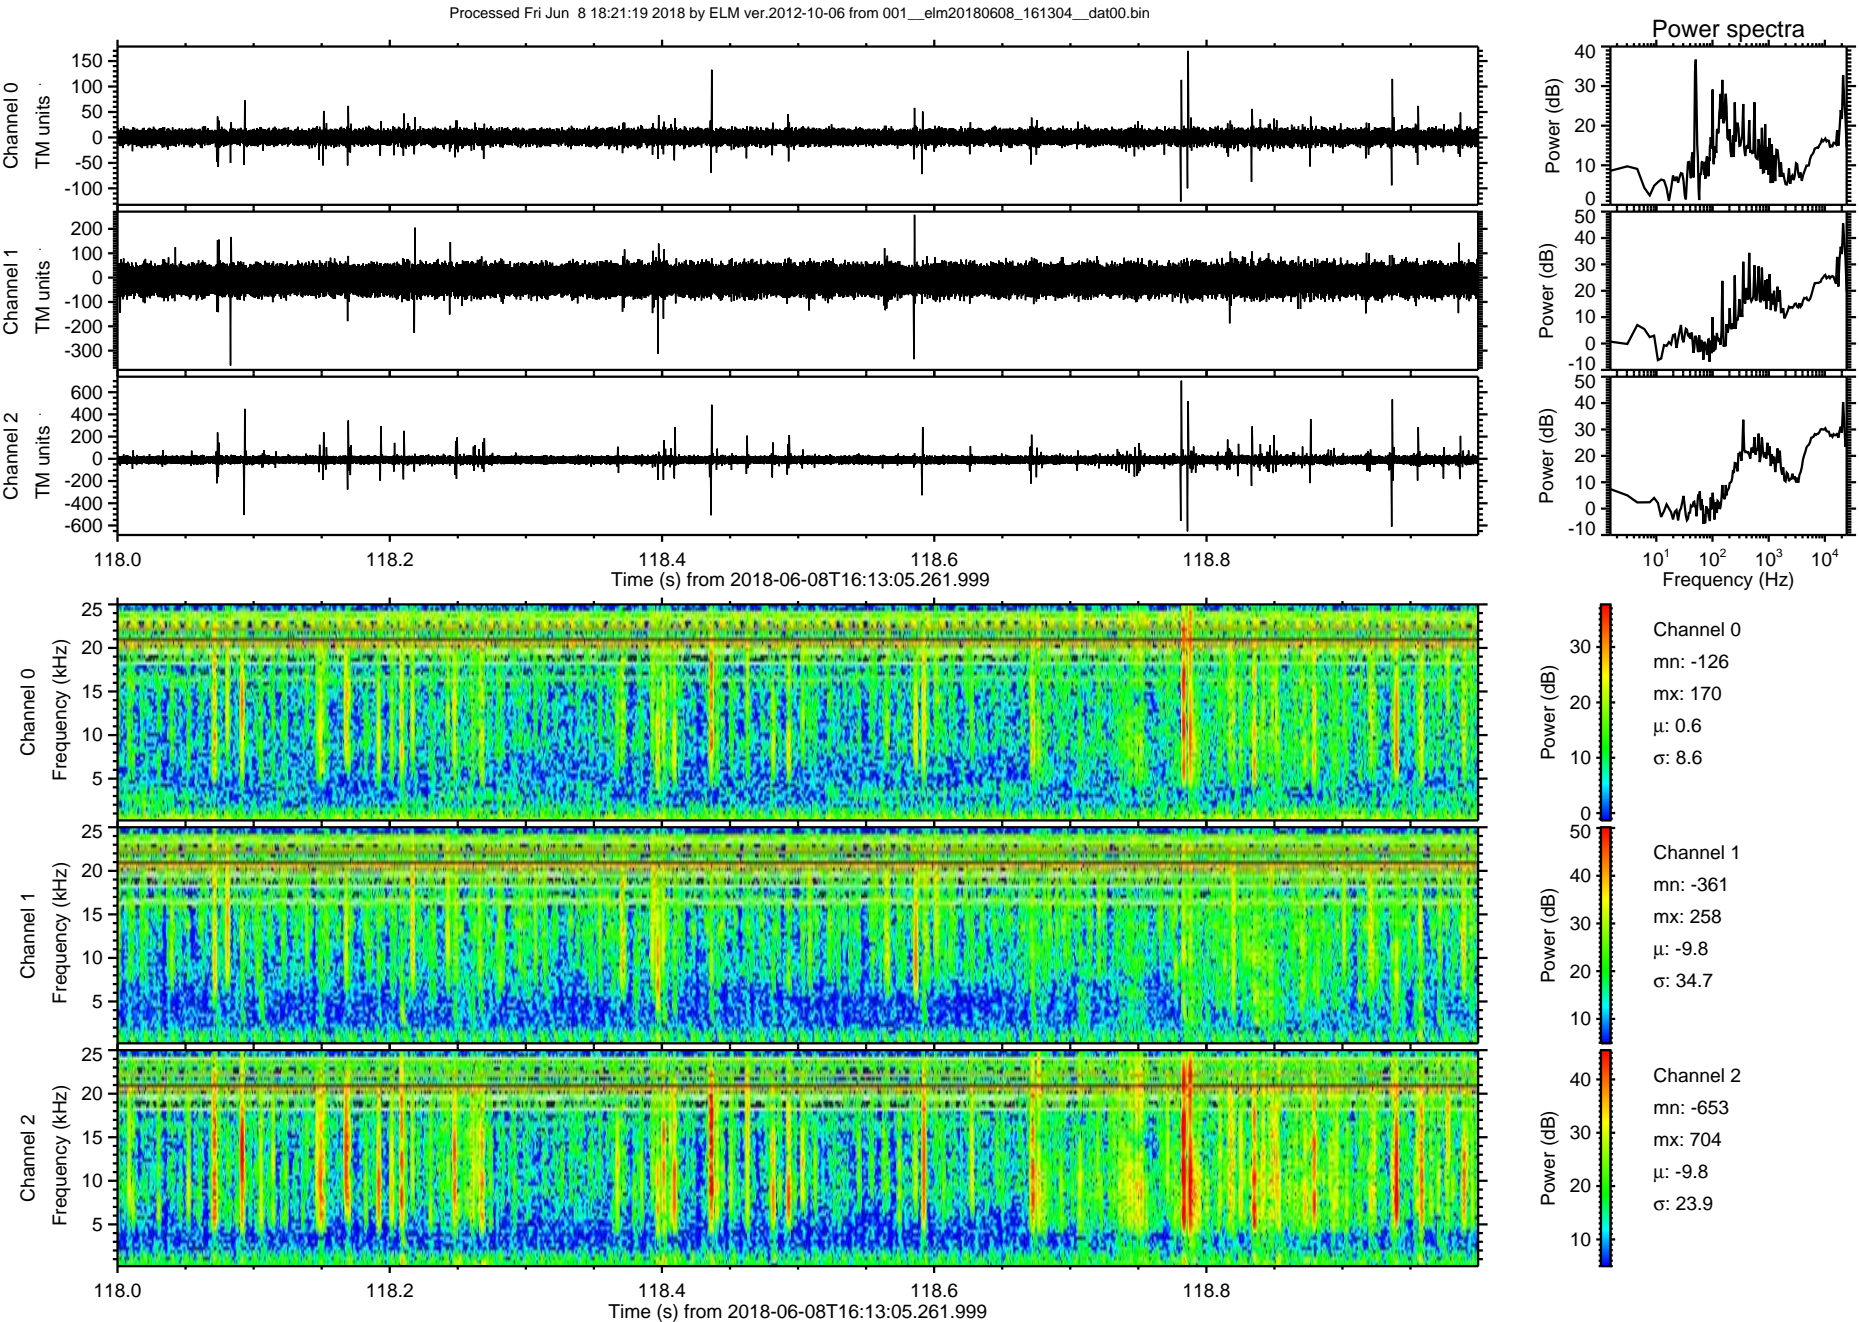 Processed Fri Jun 8 18:21:19 2018 by ELM ver.2012-10-06 from 001__elm20180608_161304__dat00.bin
Power spectra
Channel 0
TM units
150
100
50
0
-50
-100
Power (dB)
40
30
20
10
0
Channel 1
TM units
200
100
0
-100
-200
-300
Power (dB)
50
40
30
20
10
0
-10
Channel 2
TM units
600
400
200
0
-200
-400
-600
Power (dB)
50
40
30
20
10
0
-10
118.0 118.2 118.4 118.6 118.8
Time (s) from 2018-06-08T16:13:05.261.999
10^1 10^2 10^3 10^4
Frequency (Hz)
Channel 0
Frequency (kHz)
25
20
15
10
5
Power (dB)
30
20
10
0
Channel 0
mn: -126
mx: 170
μ: 0.6
σ: 8.6
Channel 1
Frequency (kHz)
25
20
15
10
5
Power (dB)
50
40
30
20
10
Channel 1
mn: -361
mx: 258
μ: -9.8
σ: 34.7
Channel 2
Frequency (kHz)
25
20
15
10
5
Power (dB)
40
30
20
10
Channel 2
mn: -653
mx: 704
μ: -9.8
σ: 23.9
118.0 118.2 118.4 118.6 118.8
Time (s) from 2018-06-08T16:13:05.261.999